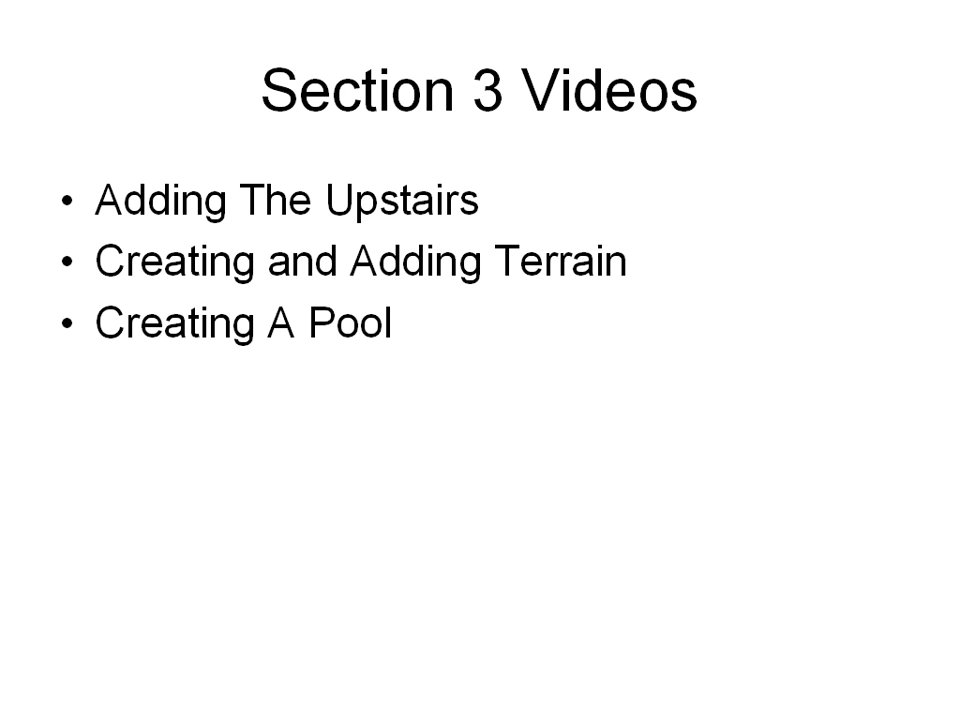 Section 3 Videos
• Adding The Upstairs
• Creating and Adding Terrain
• Creating A Pool